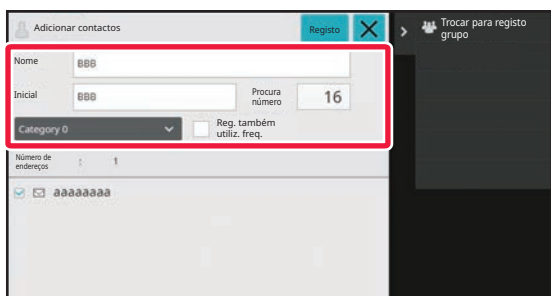 Adicionar contactos
Registo
Trocar para registo
grupo
Nome
BBB
Inicial
BBB
Procura
número
16
Category 0
Reg. também
utiliz. freq.
Número de
endereços
:
1
aaaaaaaa